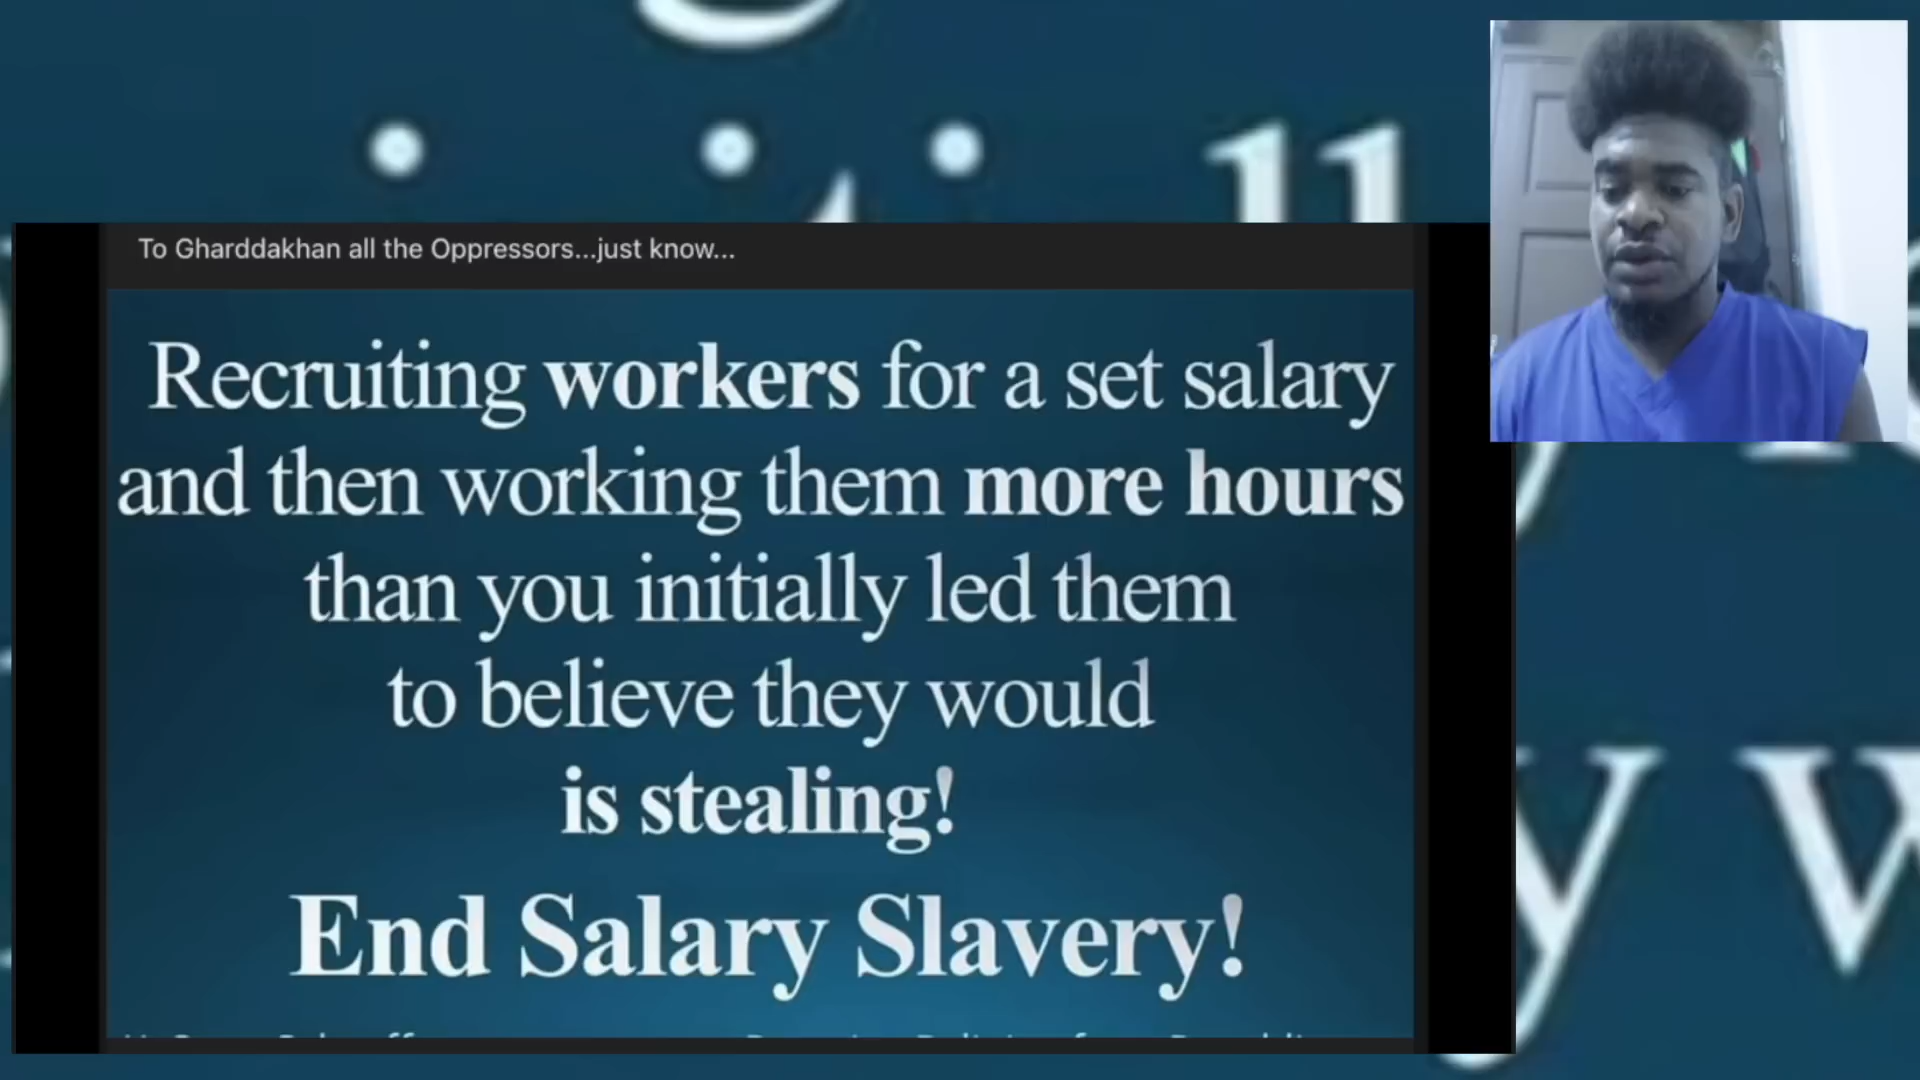 To Gharddakhan all the Oppressors...just know...
Recruiting workers for a set salary
and then working them more hours
than you initially led them
to believe they would
is stealing!
End Salary Slavery!